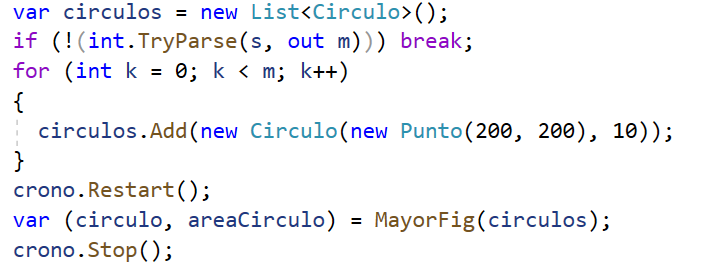 var circulos = new List<Circulo>();
if (!(int.TryParse(s, out m))) break;
for (int k = 0; k < m; k++)
{
  circulos.Add(new Circulo(new Punto(200, 200), 10));
}
crono.Restart();
var (circulo, areaCirculo) = MayorFig(circulos);
crono.Stop();